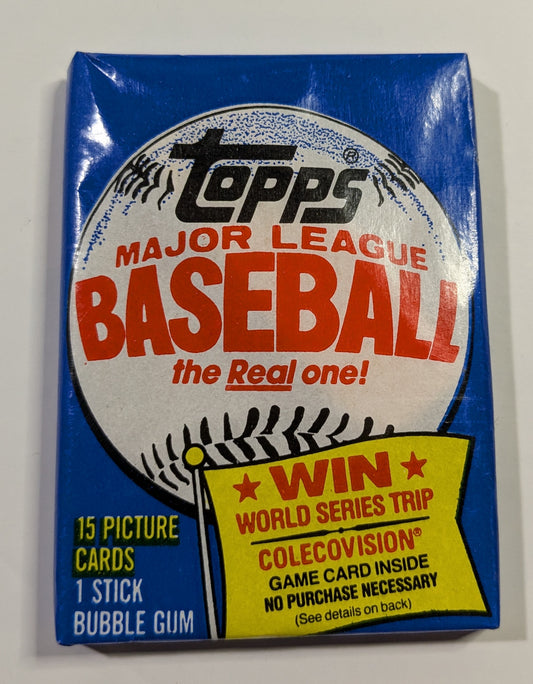 Topps®
MAJOR LEAGUE
BASEBALL
the Real one!
★ WIN ★
WORLD SERIES TRIP
COLECOVISION®
GAME CARD INSIDE
NO PURCHASE NECESSARY
(See details on back)
15 PICTURE
CARDS
1 STICK
BUBBLE GUM